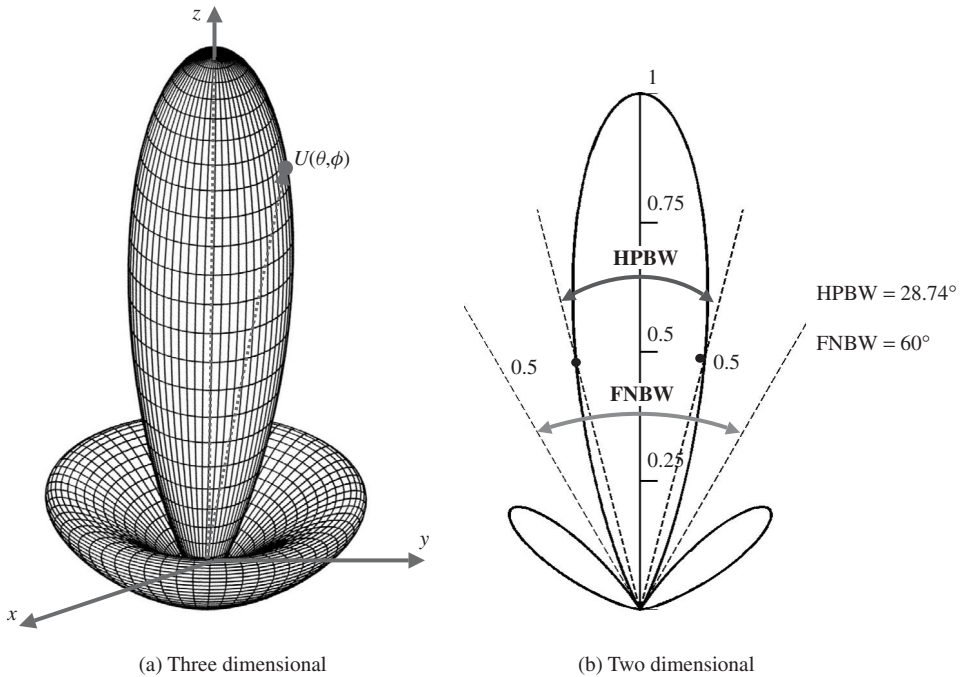 z
U(θ,ϕ)
y
x
(a) Three dimensional
1
0.75
HPBW
HPBW = 28.74°
0.5
FNBW = 60°
0.5
0.5
FNBW
0.25
(b) Two dimensional